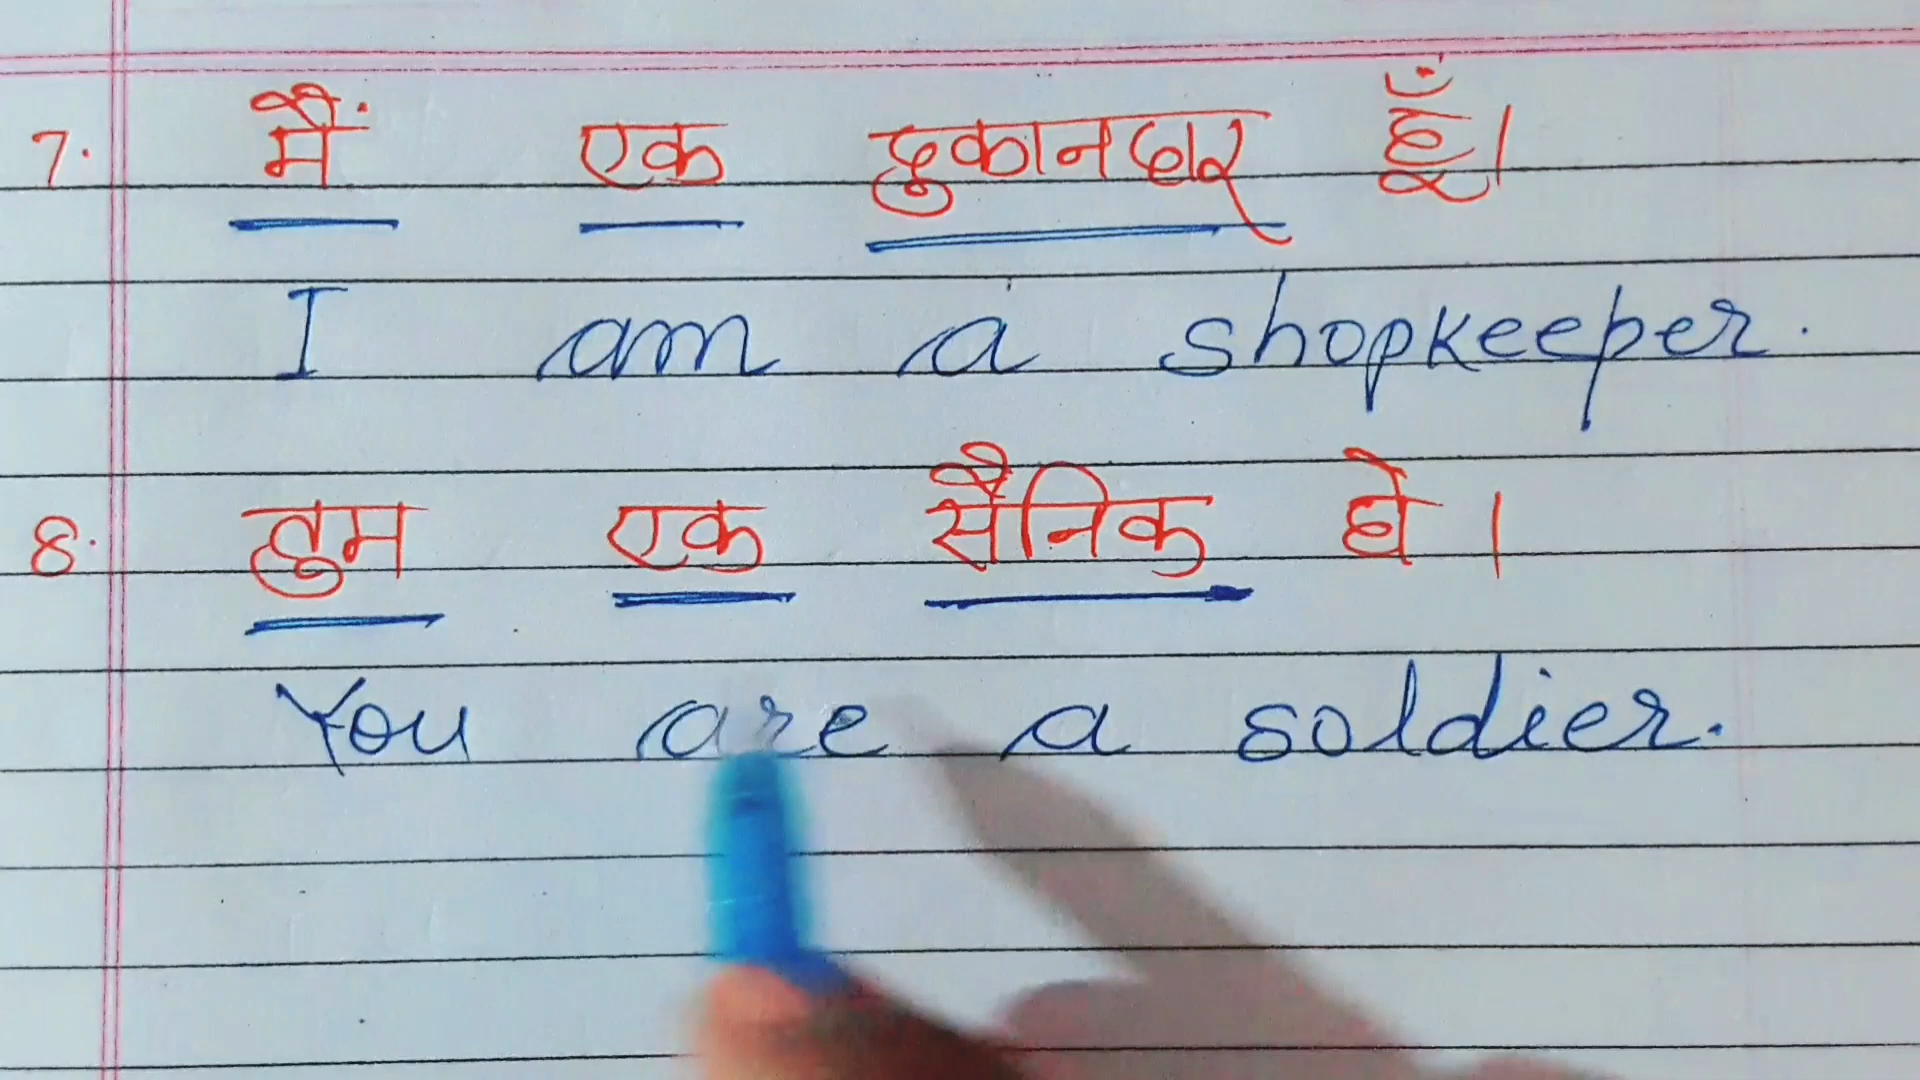 7. मैं एक दुकानदार हूँ।
I am a shopkeeper.
8. तुम एक सैनिक थे ।
You are a soldier.